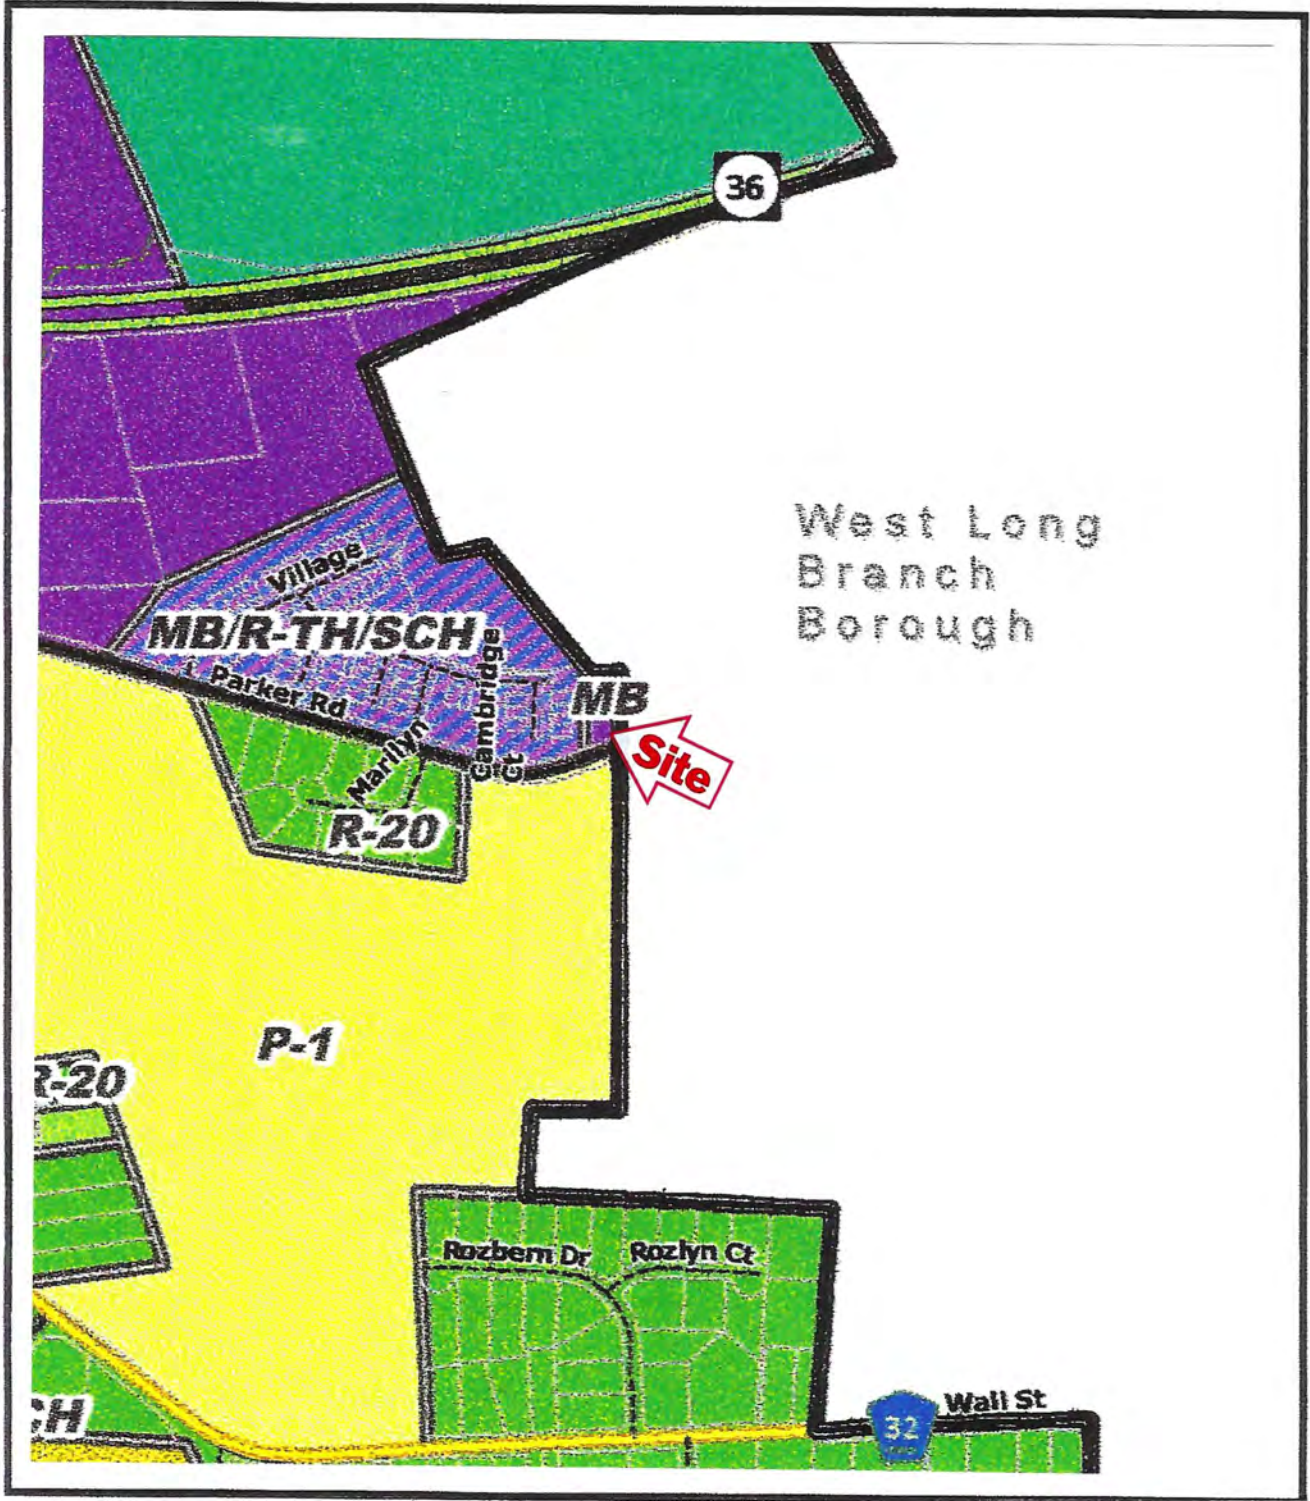 36
West Long
Branch
Borough
Village
MB/R-TH/SCH
Cambridge
Ct
Parker Rd
MB
Site
Marilyn
R-20
P-1
R-20
Rozbern Dr
Rozlyn Ct
Wall St
32
CH